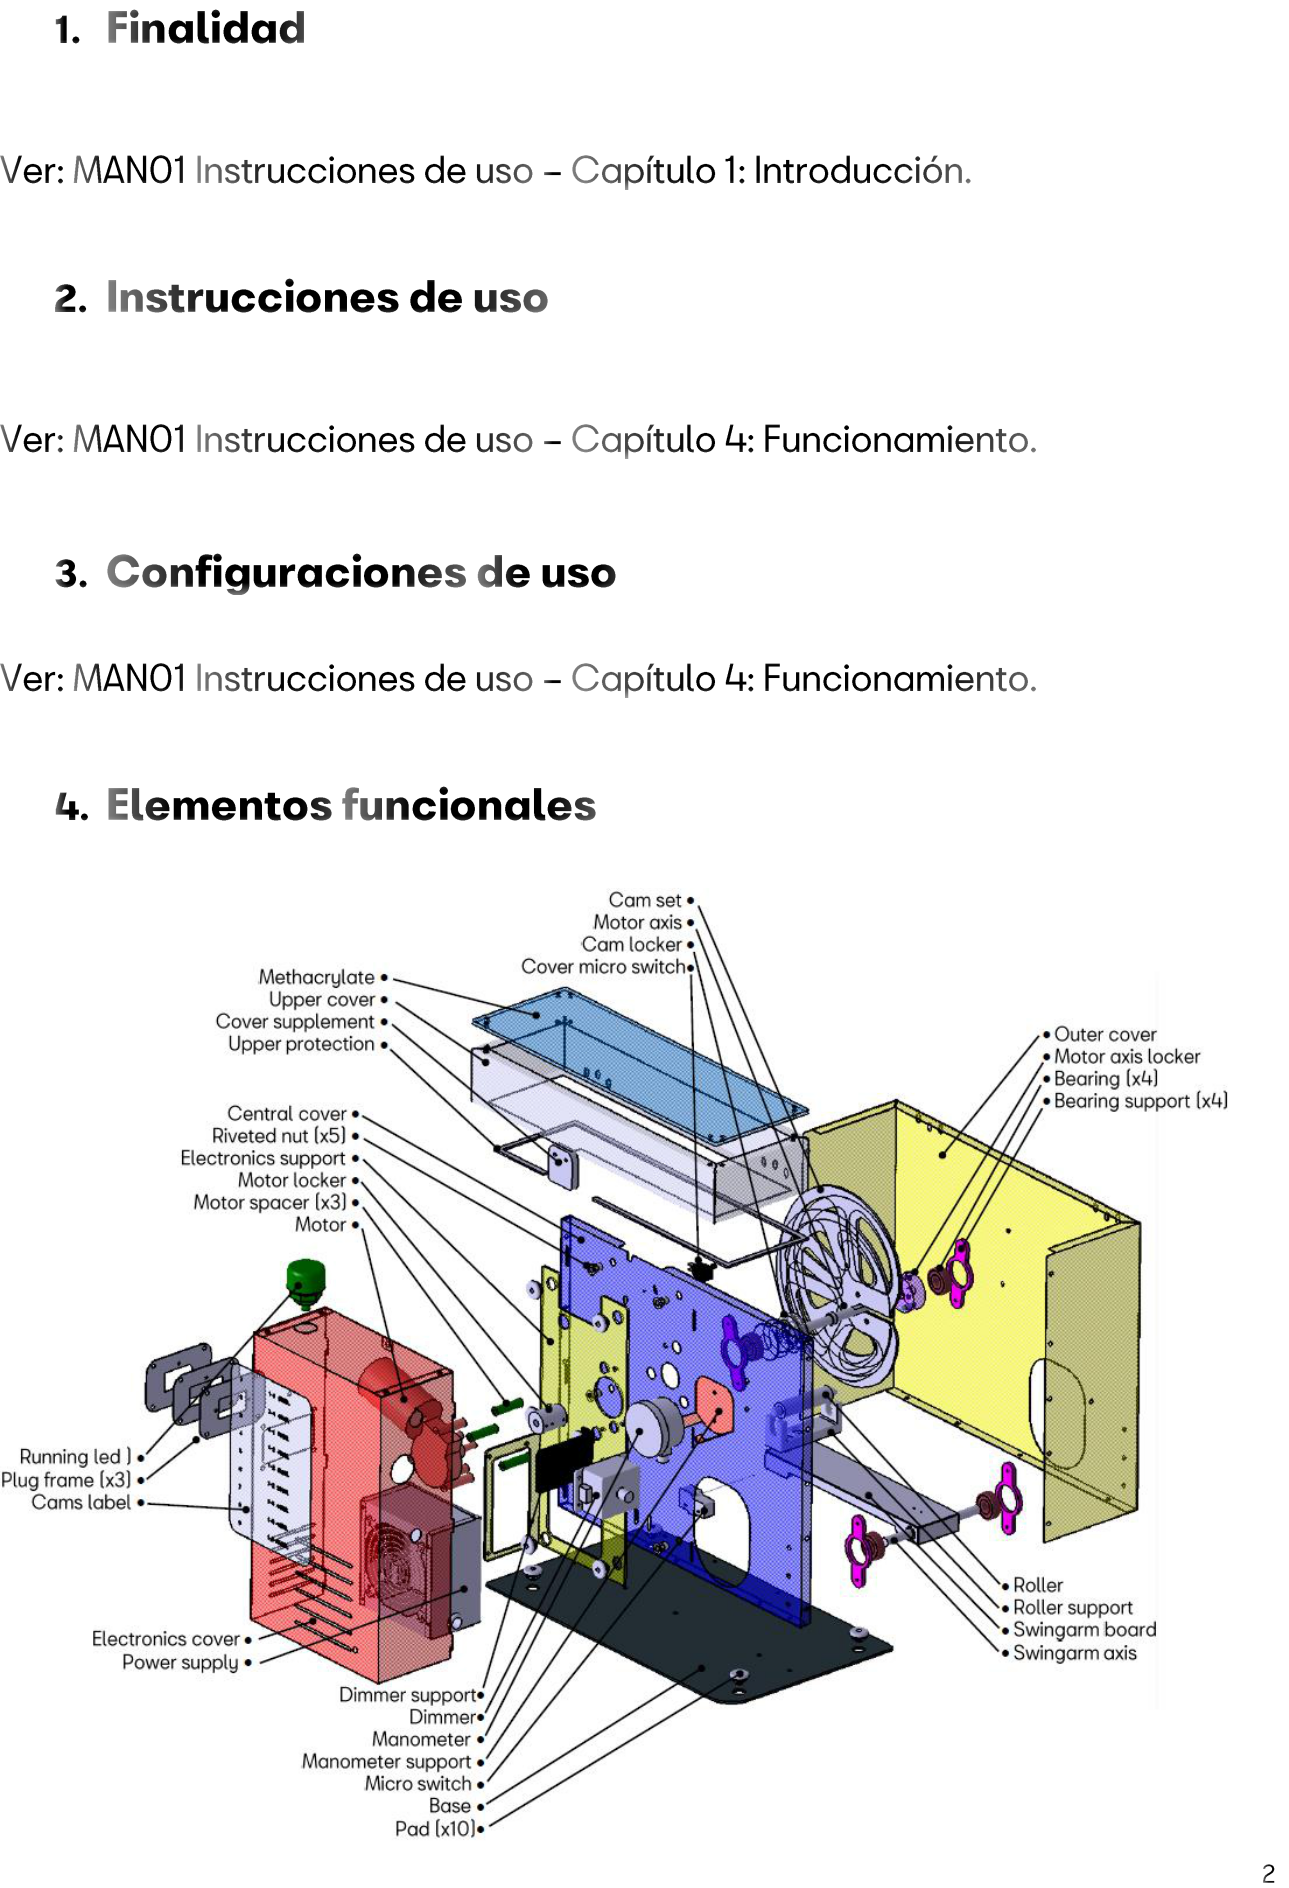 1. Finalidad
Ver: MAN01 Instrucciones de uso – Capítulo 1: Introducción.
2. Instrucciones de uso
Ver: MAN01 Instrucciones de uso – Capítulo 4: Funcionamiento.
3. Configuraciones de uso
Ver: MAN01 Instrucciones de uso – Capítulo 4: Funcionamiento.
4. Elementos funcionales
Cam set
Motor axis
Cam locker
Cover micro switch
Methacrylate
Upper cover
Cover supplement
Upper protection
Outer cover
Motor axis locker
Bearing (x4)
Bearing support (x4)
Central cover
Riveted nut (x5)
Electronics support
Motor locker
Motor spacer (x3)
Motor
Running led )
Plug frame (x3)
Cams label
Roller
Roller support
Swingarm board
Swingarm axis
Electronics cover
Power supply
Dimmer support
Dimmer
Manometer
Manometer support
Micro switch
Base
Pad (x10)
2